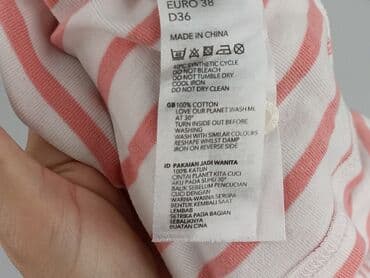 EURO 38
D36
MADE IN CHINA
40°C SYNTHETIC CYCLE
DO NOT BLEACH
DO NOT TUMBLE DRY
COOL IRON
DO NOT DRY CLEAN
GB 100% COTTON
LOVE OUR PLANET WASH ME
AT 30°
TURN INSIDE OUT BEFORE
WASHING
WASH WITH SIMILAR COLOURS
RESHAPE WHILST DAMP
IRON ON REVERSE SIDE
ID PAKAIAN JADI WANITA
100% KATUN
CINTAI PLANET KITA CUCI
AKU PADA SUHU 30°
BALIK SEBELUM PENCUCIAN
CUCI DENGAN
WARNA-WARNA SERUPA
BENTUK KEMBALI SAAT
LEMBAB
SETRIKA PADA BAGIAN
SEBALIKNYA
BUATAN CINA